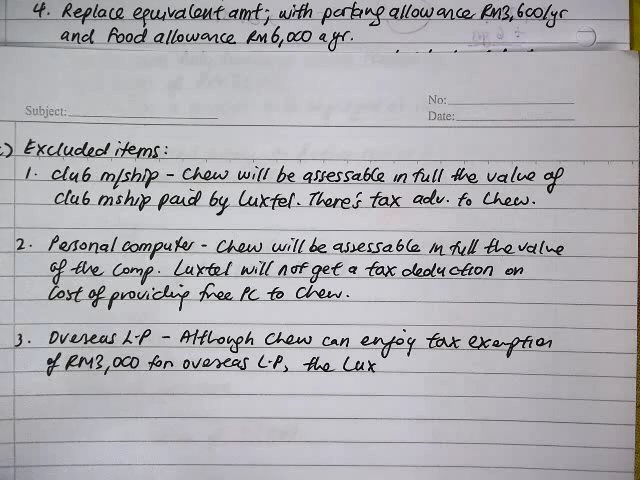 4. Replace equivalent amt; with parking allowance RM3,600/yr
and Food allowance RM6,000 a yr.
No:
Subject:
Date:
c) Excluded items:
1. club m/ship - Chew will be assessable in full the value of
club mship paid by Luxtel. There's tax adv. to Chew.
2. Personal computer - Chew will be assessable in full the value
of the comp. Luxtel will not get a tax deduction on
cost of providing free PC to Chew.
3. Overseas L.P - Although Chew can enjoy tax exemption
of RM3,000 for overseas L.P, the Lux